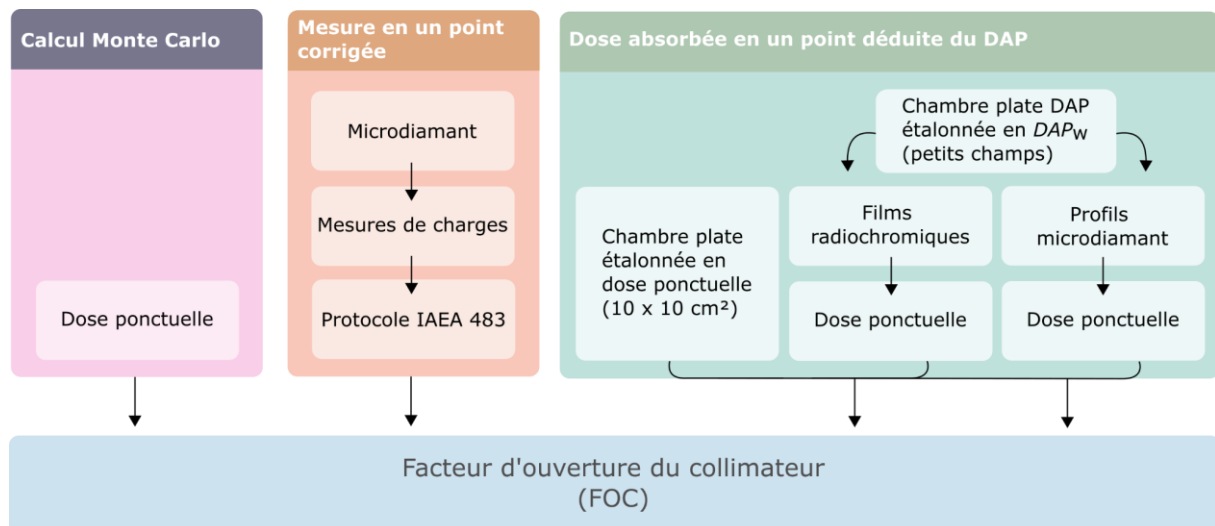 Calcul Monte Carlo
Dose ponctuelle
Mesure en un point
corrigée
Microdiamant
Mesures de charges
Protocole IAEA 483
Dose absorbée en un point déduite du DAP
Chambre plate DAP
étalonnée en DAPW
(petits champs)
Chambre plate
étalonnée en
dose ponctuelle
(10 x 10 cm²)
Films
radiochromiques
Dose ponctuelle
Profils
microdiamant
Dose ponctuelle
Facteur d'ouverture du collimateur
(FOC)